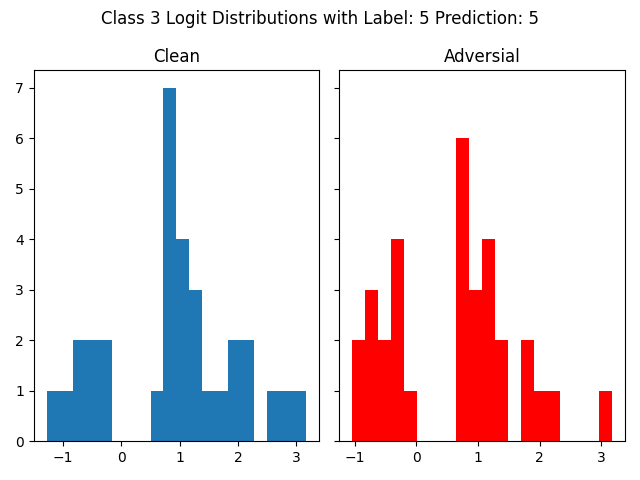 Class 3 Logit Distributions with Label: 5 Prediction: 5
Clean
Adversial
7
6
5
4
3
2
1
0
−1 0 1 2 3
−1 0 1 2 3